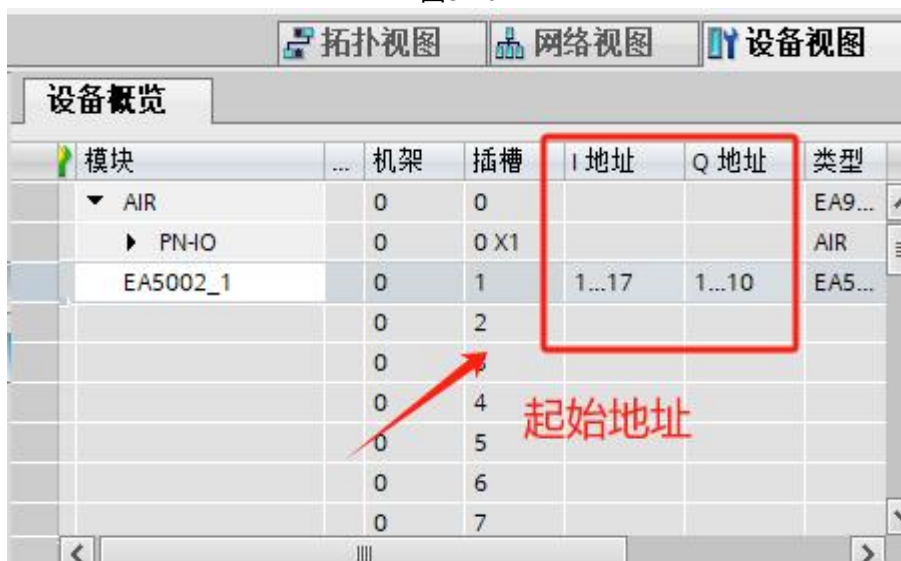 拓扑视图 网络视图 设备视图
设备概览
模块 ... 机架 插槽 I 地址 Q 地址 类型
AIR 0 0 EA9...
PN-IO 0 0 X1 AIR
EA5002_1 0 1 1...17 1...10 EA5...
0 2
0
0 4
起始地址
0 5
0 6
0 7